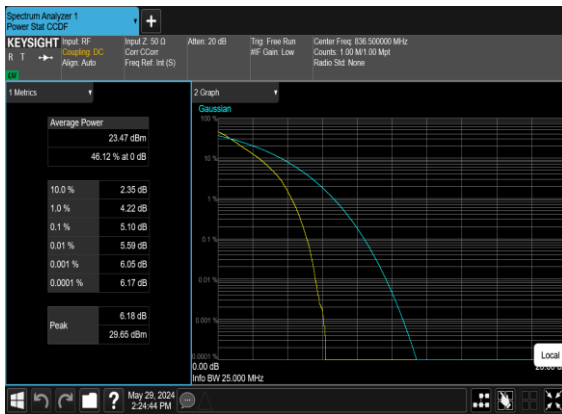 Spectrum Analyzer 1
Power Stat CCDF
KEYSIGHT
R T
LXI
Input: RF
Coupling: DC
Align: Auto
Input Z: 50 Ω
Corr CCorr
Freq Ref: Int (S)
Atten: 20 dB
Trig: Free Run
#IF Gain: Low
Center Freq: 836.500000 MHz
Counts: 1.00 M/1.00 Mpt
Radio Std: None
1 Metrics
Average Power
23.47 dBm
46.12 % at 0 dB
10.0 % 2.35 dB
1.0 % 4.22 dB
0.1 % 5.10 dB
0.01 % 5.59 dB
0.001 % 6.05 dB
0.0001 % 6.17 dB
Peak
6.18 dB
29.65 dBm
2 Graph
Gaussian
100 %
10 %
1 %
0.1 %
0.01 %
0.001 %
0.0001 %
0.00 dB
Info BW 25.000 MHz
Local
?
May 29, 2024
2:24:44 PM